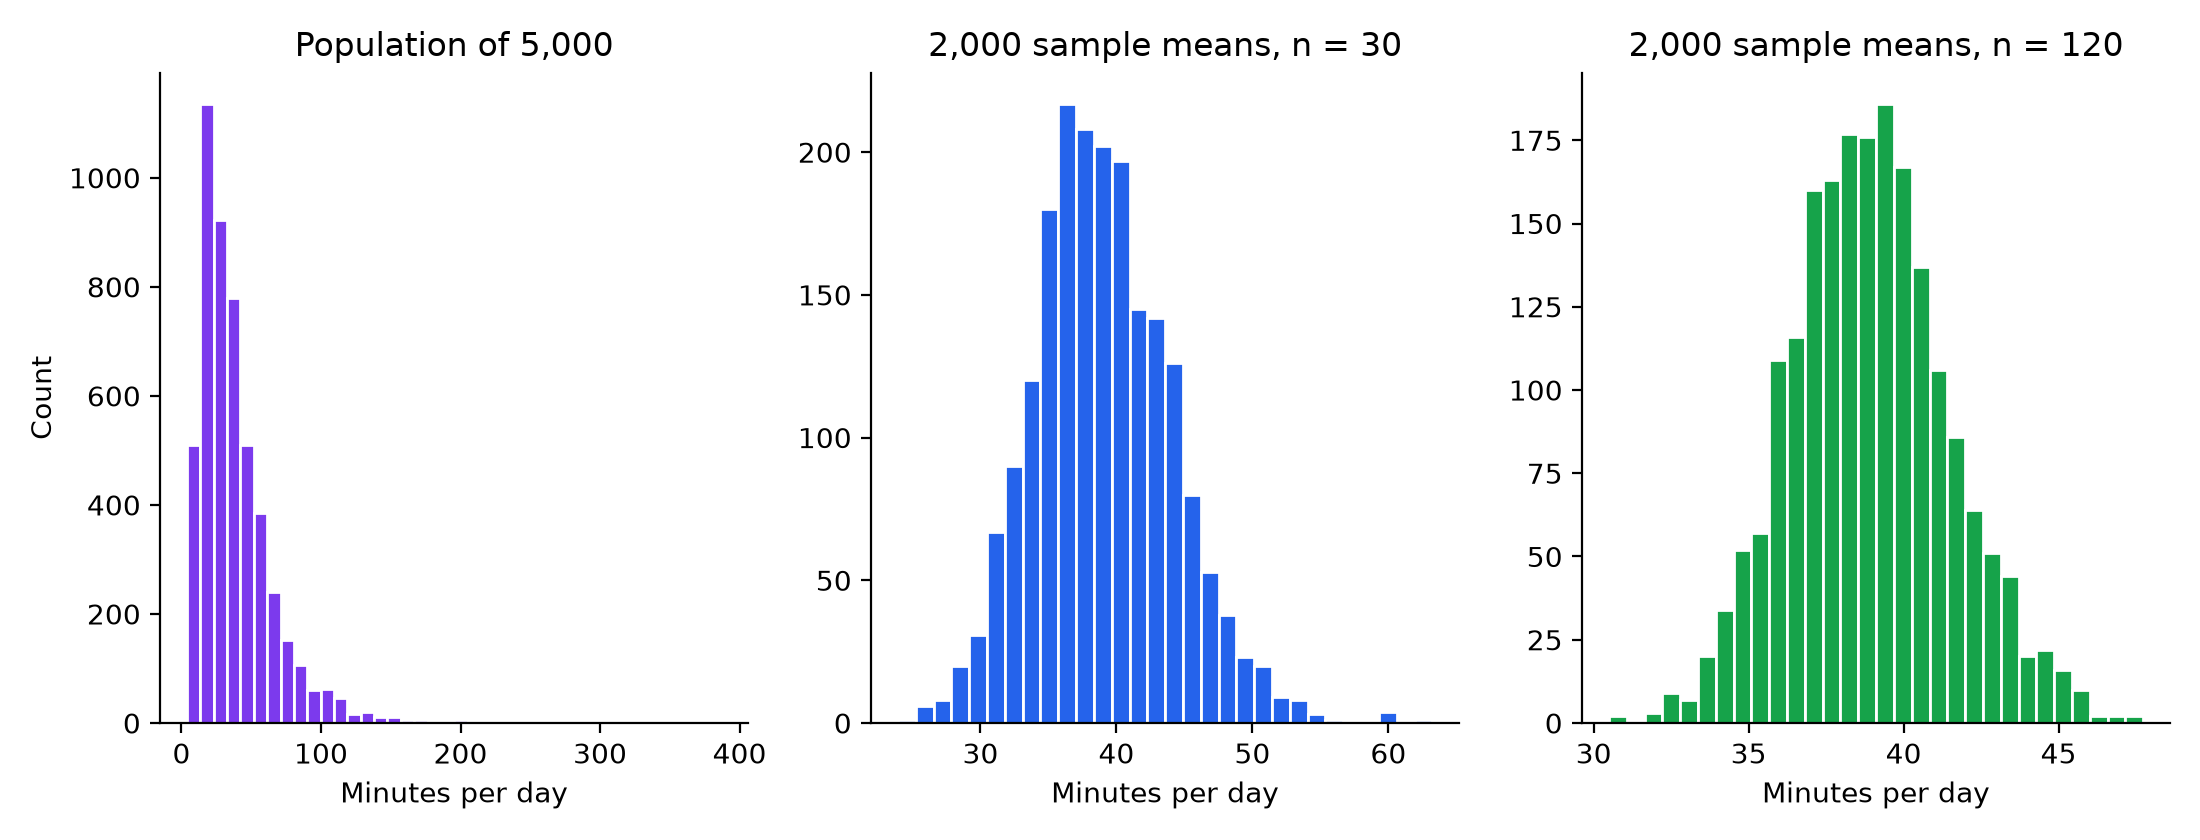 Population of 5,000
1000
800
600
400
200
0
Count
0 100 200 300 400
Minutes per day
2,000 sample means, n = 30
200
150
100
50
0
30 40 50 60
Minutes per day
2,000 sample means, n = 120
175
150
125
100
75
50
25
0
30 35 40 45
Minutes per day